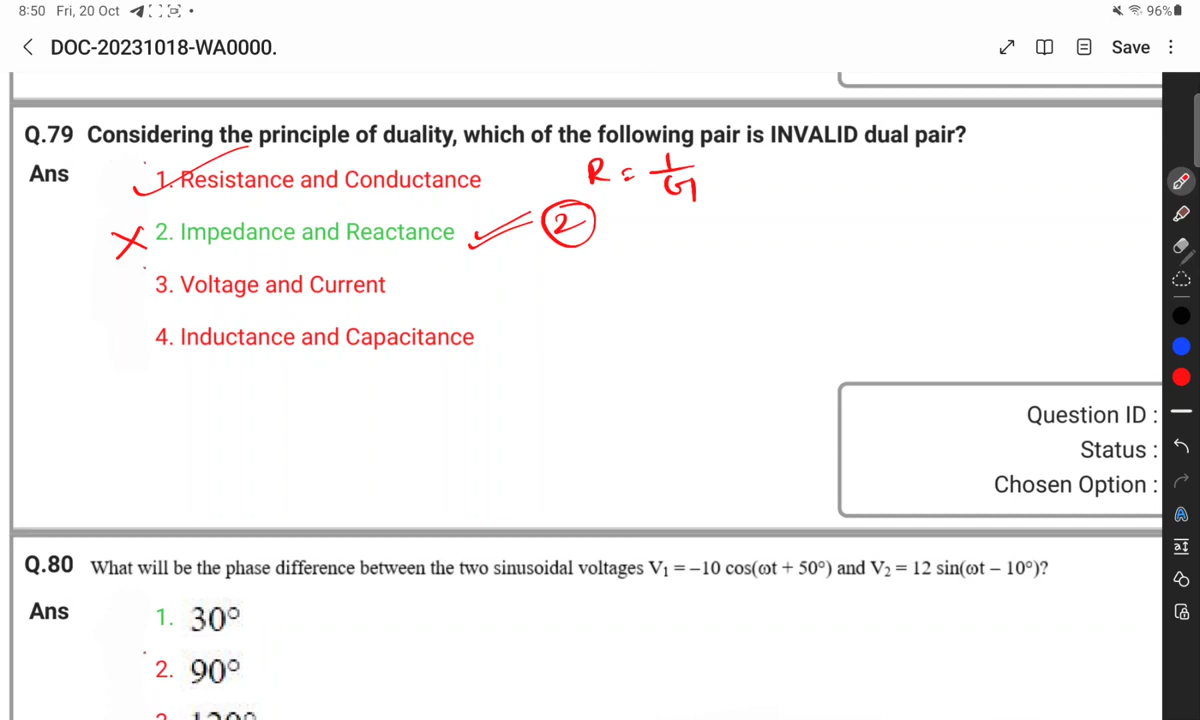 8:50 Fri, 20 Oct
96%
DOC-20231018-WA0000.
Save
Q.79 Considering the principle of duality, which of the following pair is INVALID dual pair?
Ans
1. Resistance and Conductance
R = 1/G
2. Impedance and Reactance
2
3. Voltage and Current
4. Inductance and Capacitance
Question ID :
Status :
Chosen Option :
Q.80 What will be the phase difference between the two sinusoidal voltages V₁ = −10 cos(ωt + 50°) and V₂ = 12 sin(ωt − 10°)?
Ans
1. 30°
2. 90°